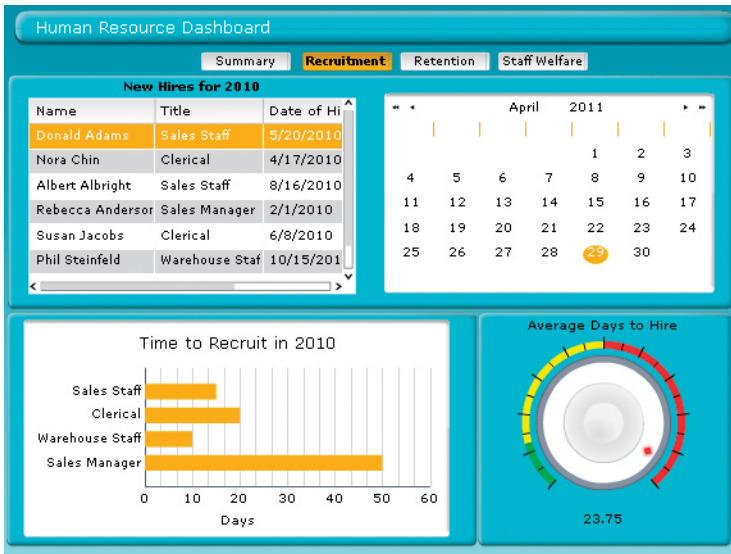 Human Resource Dashboard
Summary Recruitment Retention Staff Welfare
New Hires for 2010
Name Title Date of Hi
Donald Adams Sales Staff 5/20/2010
Nora Chin Clerical 4/17/2010
Albert Albright Sales Staff 8/16/2010
Rebecca Anderson Sales Manager 2/1/2010
Susan Jacobs Clerical 6/8/2010
Phil Steinfeld Warehouse Staf 10/15/201
April 2011
1 2 3
4 5 6 7 8 9 10
11 12 13 14 15 16 17
18 19 20 21 22 23 24
25 26 27 28 29 30
Time to Recruit in 2010
Sales Staff
Clerical
Warehouse Staff
Sales Manager
0 10 20 30 40 50 60
Days
Average Days to Hire
23.75